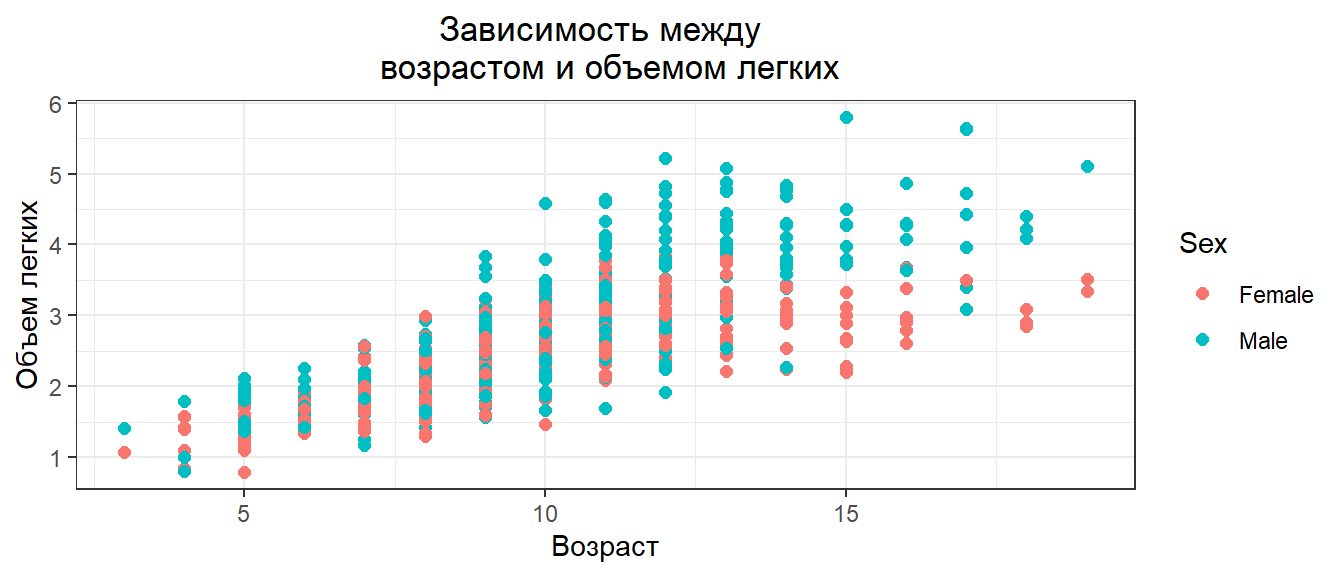 Зависимость между
возрастом и объемом легких
Объем легких
6
5
4
3
2
1
5
10
15
Возраст
Sex
Female
Male